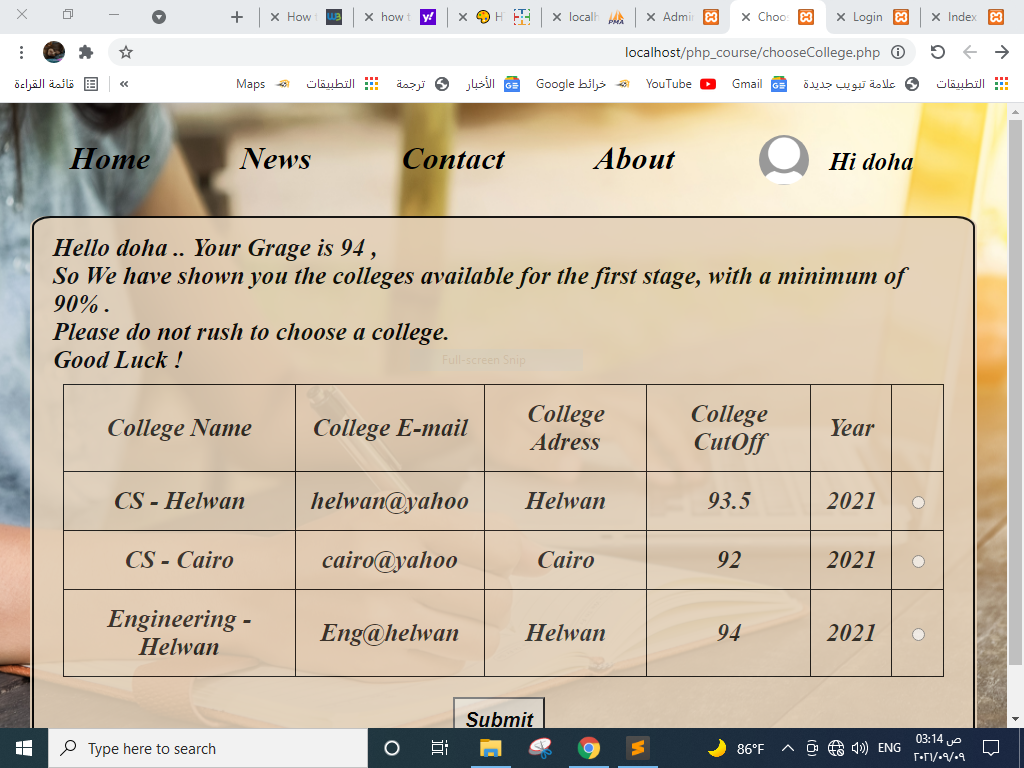 How t
how t
H
localh
Admi
Choo
Login
Index
localhost/php_course/chooseCollege.php
التطبيقات
علامة تبويب جديدة
Gmail
YouTube
خرائط Google
الأخبار
ترجمة
التطبيقات
Maps
»
قائمة القراءة
Home News Contact About Hi doha
Hello doha .. Your Grage is 94 ,
So We have shown you the colleges available for the first stage, with a minimum of
90% .
Please do not rush to choose a college.
Good Luck !
Full-screen Snip
College Name College E-mail College Adress College CutOff Year
CS - Helwan helwan@yahoo Helwan 93.5 2021
CS - Cairo cairo@yahoo Cairo 92 2021
Engineering - Helwan Eng@helwan Helwan 94 2021
Submit
Type here to search
86°F
ENG
03:14 ص
٢٠٢١/٠٩/٠٩